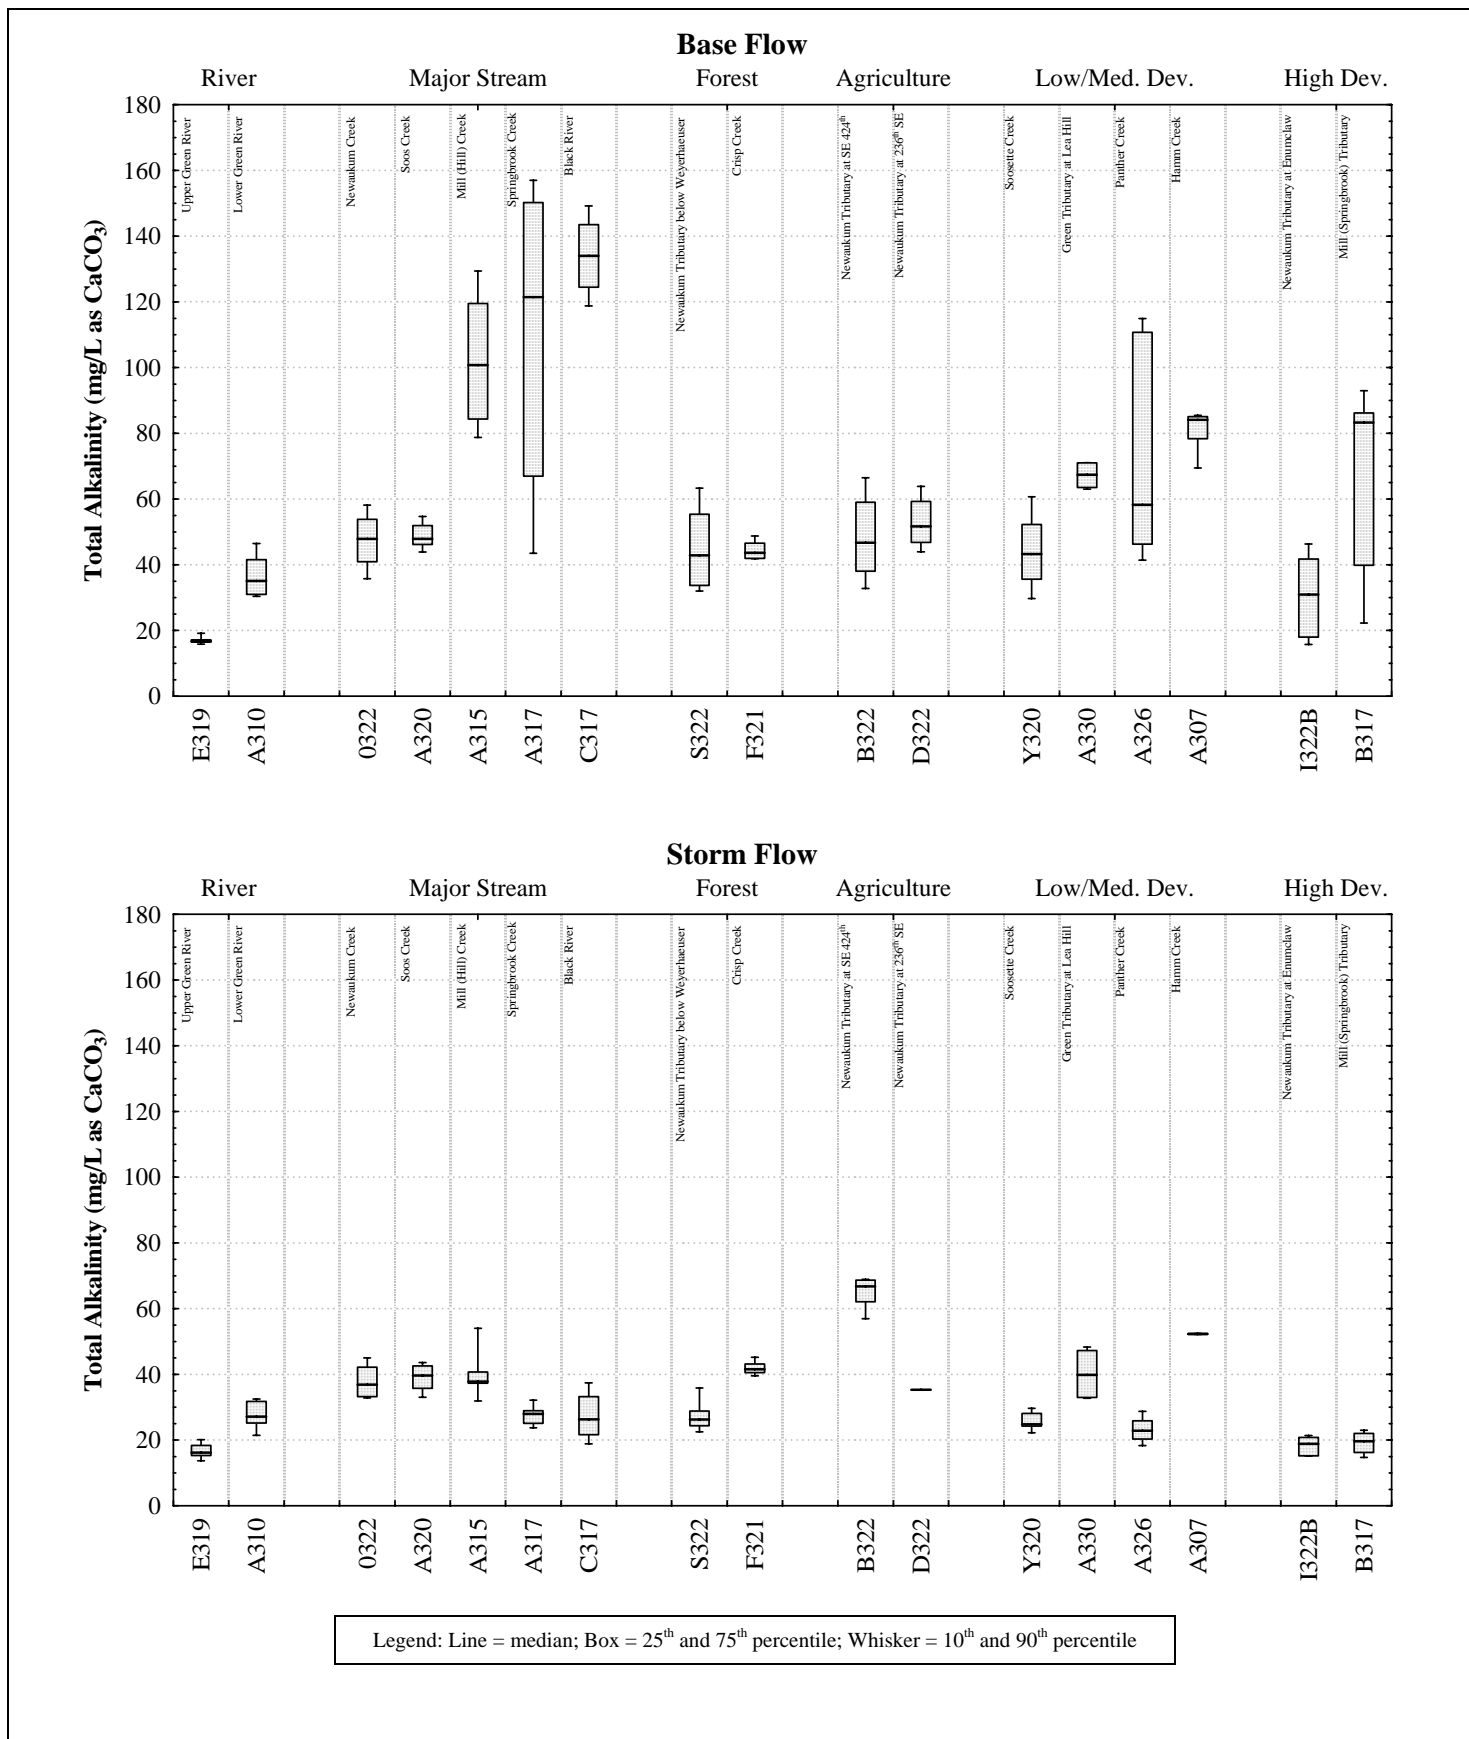 Base Flow
River Major Stream Forest Agriculture Low/Med. Dev. High Dev.
Total Alkalinity (mg/L as CaCO3)
180
160
140
120
100
80
60
40
20
0
Upper Green River
Lower Green River
Newaukum Creek
Soos Creek
Mill (Hill) Creek
Springbrook Creek
Black River
Newaukum Tributary below Weyerhaeuser
Crisp Creek
Newaukum Tributary at SE 424th
Newaukum Tributary at 236th SE
Soosette Creek
Green Tributary at Lea Hill
Panther Creek
Hamm Creek
Newaukum Tributary at Enumclaw
Mill (Springbrook) Tributary
E319 A310 0322 A320 A315 A317 C317 S322 F321 B322 D322 Y320 A330 A326 A307 I322B B317
Storm Flow
River Major Stream Forest Agriculture Low/Med. Dev. High Dev.
Total Alkalinity (mg/L as CaCO3)
180
160
140
120
100
80
60
40
20
0
Upper Green River
Lower Green River
Newaukum Creek
Soos Creek
Mill (Hill) Creek
Springbrook Creek
Black River
Newaukum Tributary below Weyerhaeuser
Crisp Creek
Newaukum Tributary at SE 424th
Newaukum Tributary at 236th SE
Soosette Creek
Green Tributary at Lea Hill
Panther Creek
Hamm Creek
Newaukum Tributary at Enumclaw
Mill (Springbrook) Tributary
E319 A310 0322 A320 A315 A317 C317 S322 F321 B322 D322 Y320 A330 A326 A307 I322B B317
Legend: Line = median; Box = 25th and 75th percentile; Whisker = 10th and 90th percentile